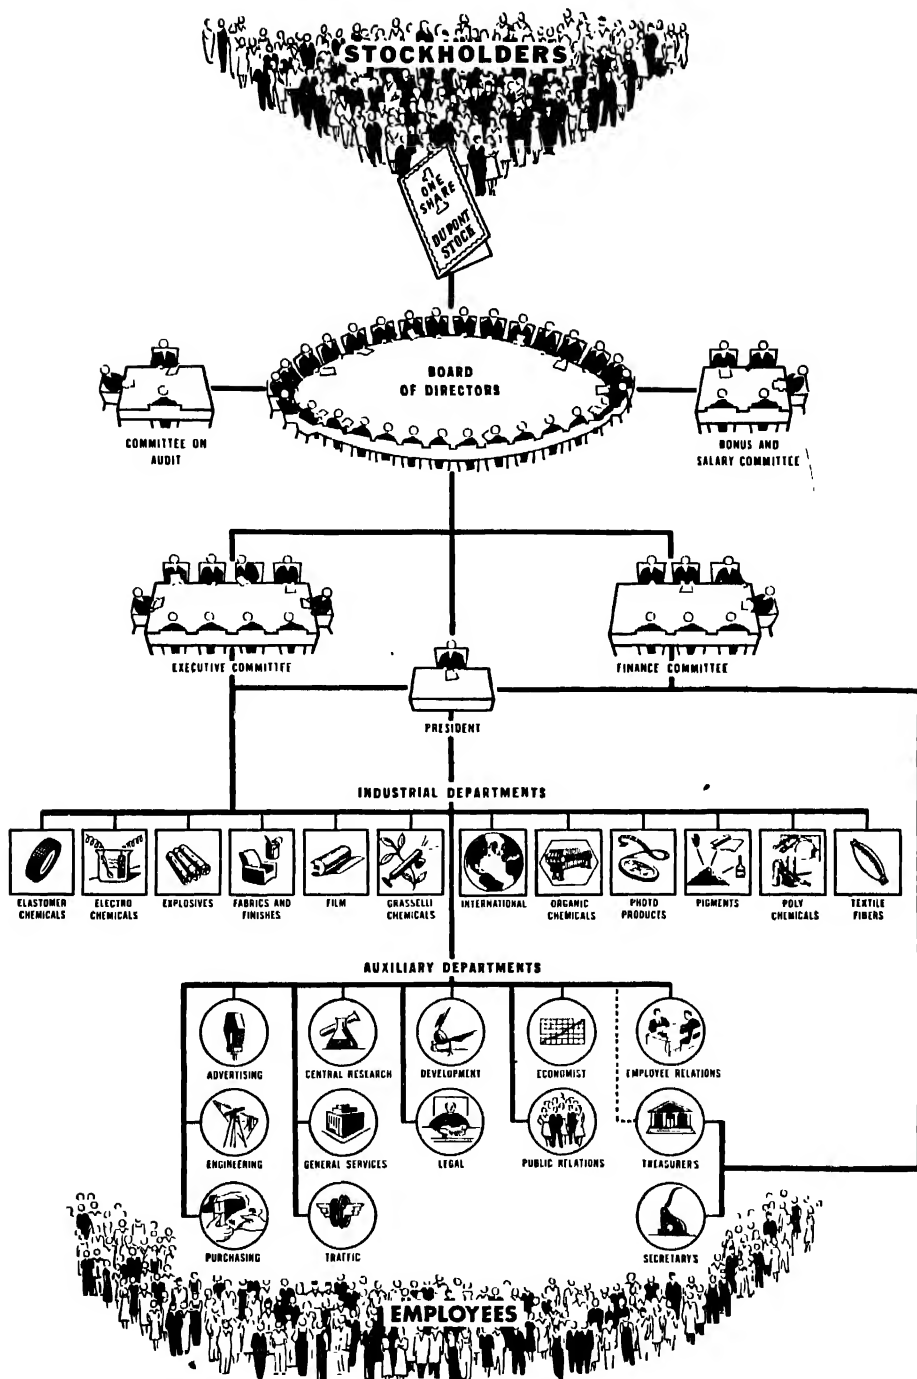 STOCKHOLDERS
ONE
SHARE
DU PONT
STOCK
BOARD
OF DIRECTORS
COMMITTEE ON
AUDIT
BONUS AND
SALARY COMMITTEE
EXECUTIVE COMMITTEE
FINANCE COMMITTEE
PRESIDENT
INDUSTRIAL DEPARTMENTS
ELASTOMER
CHEMICALS
ELECTRO
CHEMICALS
EXPLOSIVES
FABRICS AND
FINISHES
FILM
GRASSELLI
CHEMICALS
INTERNATIONAL
ORGANIC
CHEMICALS
PHOTO
PRODUCTS
PIGMENTS
POLY
CHEMICALS
TEXTILE
FIBERS
AUXILIARY DEPARTMENTS
ADVERTISING
CENTRAL RESEARCH
DEVELOPMENT
ECONOMIST
EMPLOYEE RELATIONS
ENGINEERING
GENERAL SERVICES
LEGAL
PUBLIC RELATIONS
TREASURERS
PURCHASING
TRAFFIC
SECRETARY'S
EMPLOYEES